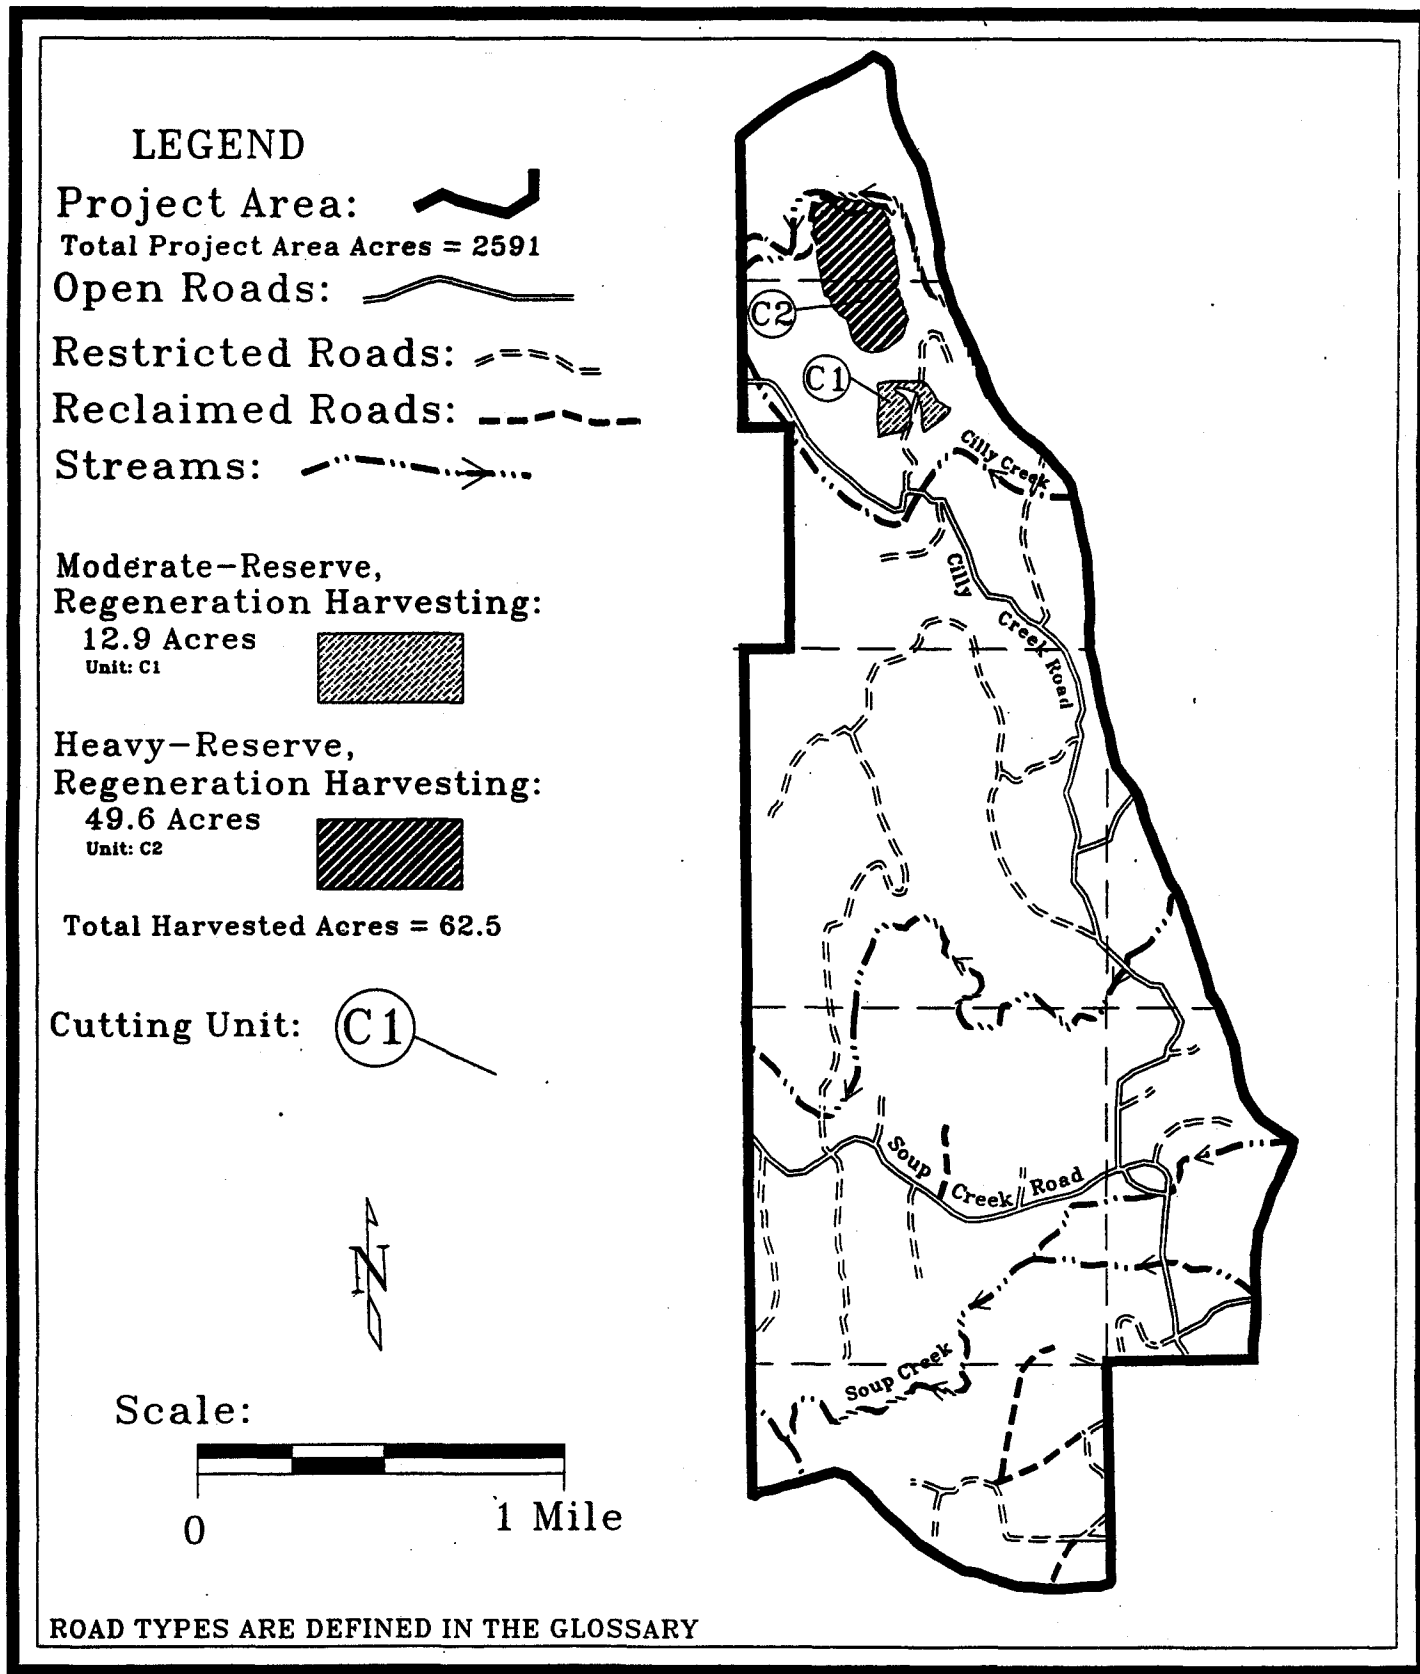 LEGEND
Project Area:
Total Project Area Acres = 2591
Open Roads:
Restricted Roads:
Reclaimed Roads:
Streams:
Moderate-Reserve,
Regeneration Harvesting:
12.9 Acres
Unit: C1
Heavy-Reserve,
Regeneration Harvesting:
49.6 Acres
Unit: C2
Total Harvested Acres = 62.5
Cutting Unit: C1
N
Scale:
0 1 Mile
ROAD TYPES ARE DEFINED IN THE GLOSSARY
C2
C1
Cilly Creek
Cilly Creek Road
Soup Creek Road
Soup Creek